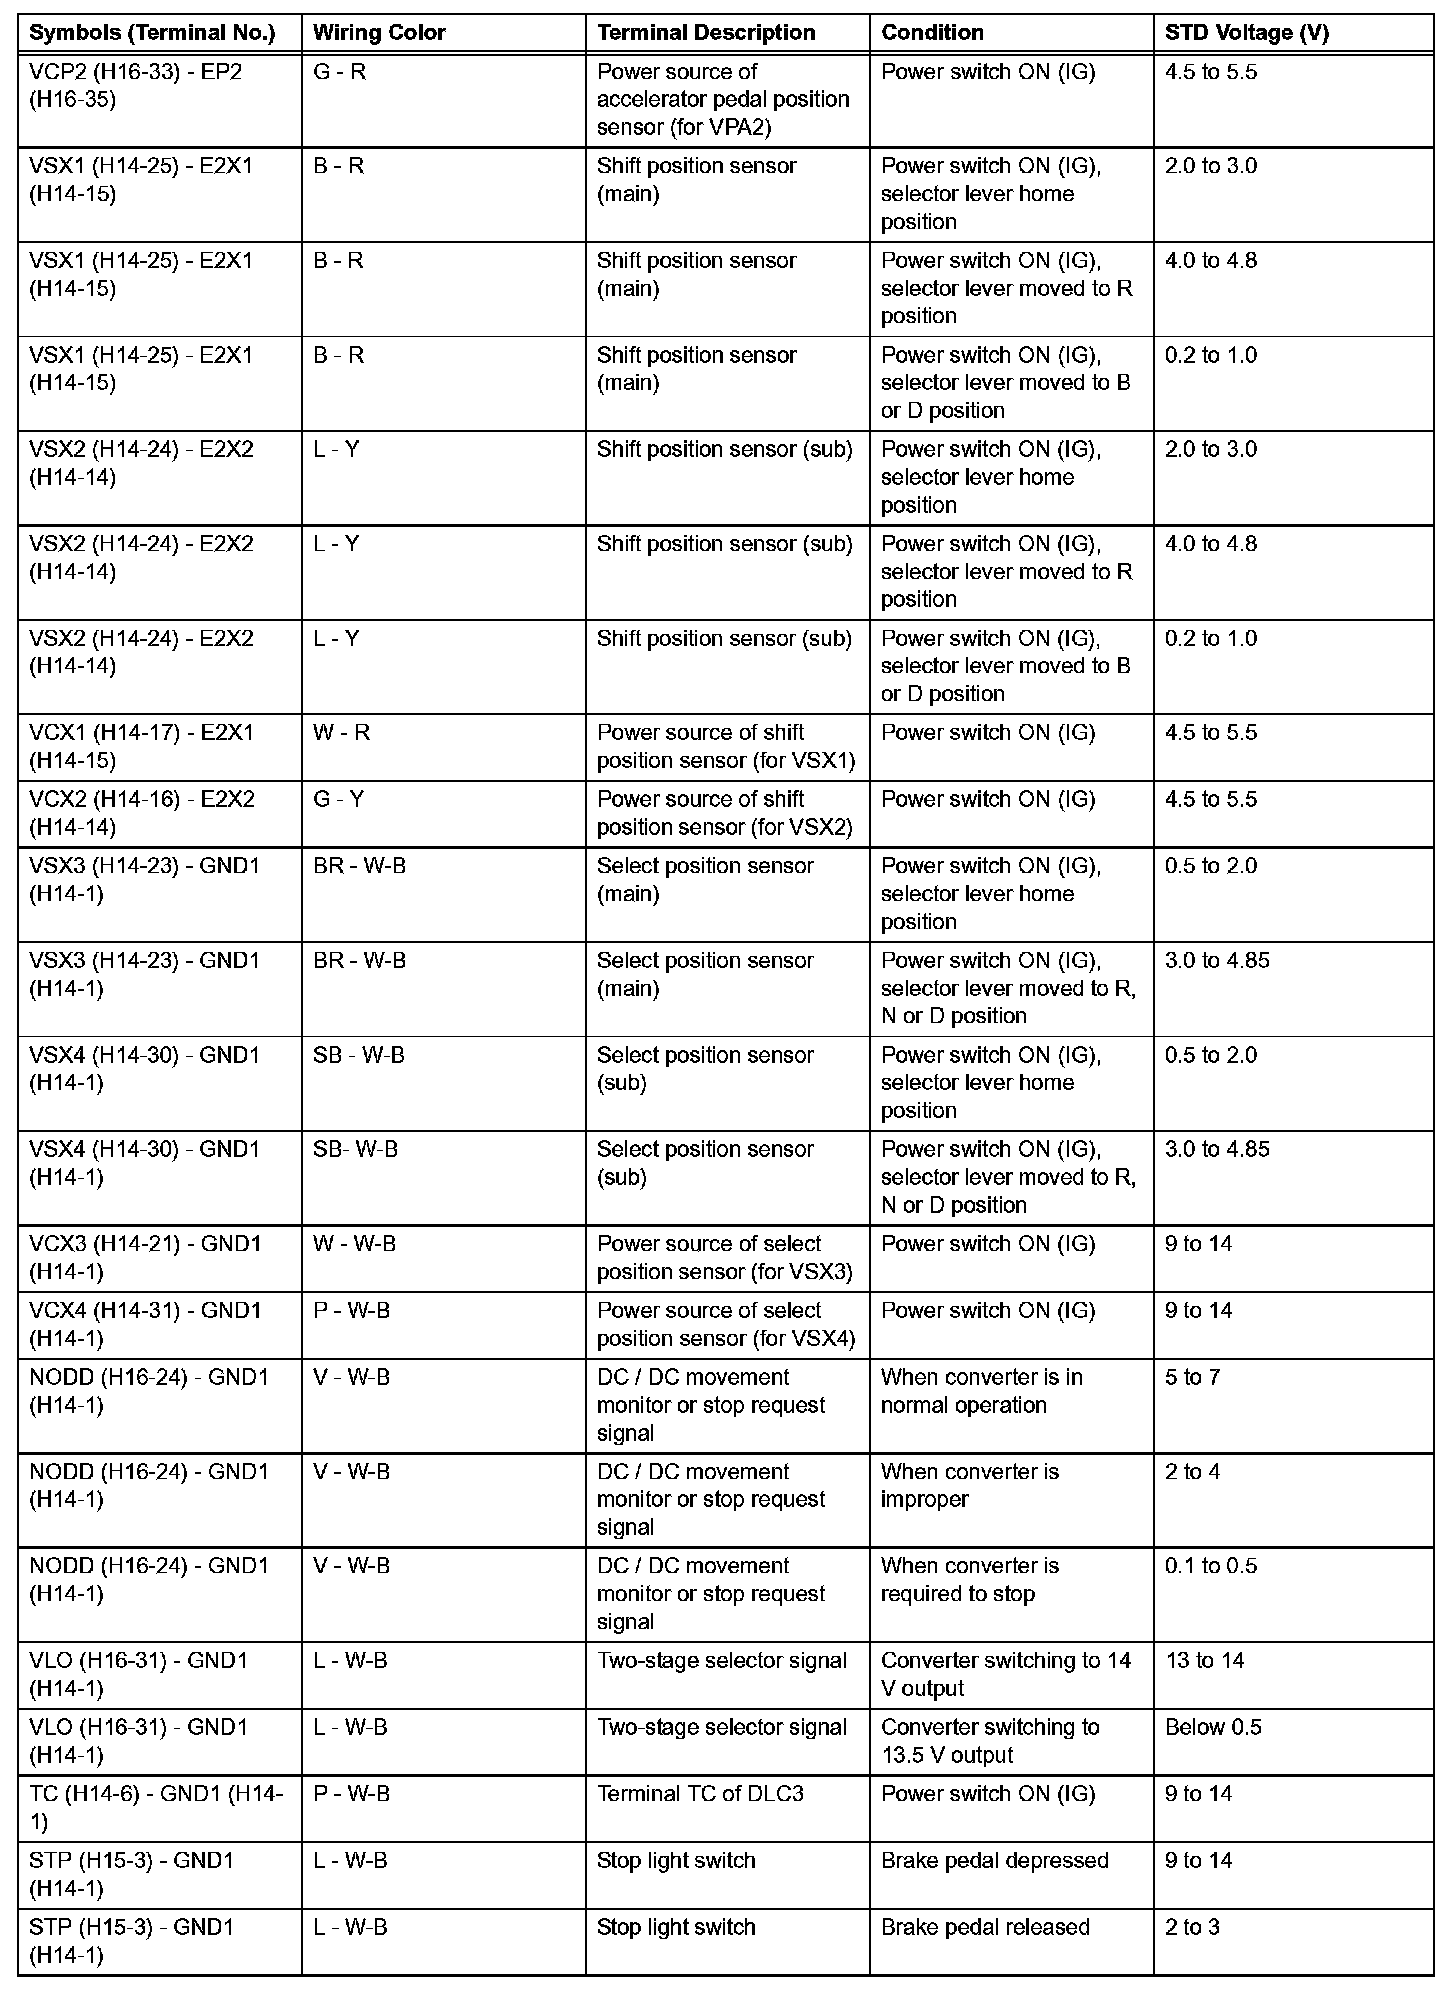 Symbols (Terminal No.) Wiring Color Terminal Description Condition STD Voltage (V)
VCP2 (H16-33) - EP2 G - R Power source of Power switch ON (IG) 4.5 to 5.5
(H16-35) accelerator pedal position
sensor (for VPA2)
VSX1 (H14-25) - E2X1 B - R Shift position sensor Power switch ON (IG), 2.0 to 3.0
(H14-15) (main) selector lever home
position
VSX1 (H14-25) - E2X1 B - R Shift position sensor Power switch ON (IG), 4.0 to 4.8
(H14-15) (main) selector lever moved to R
position
VSX1 (H14-25) - E2X1 B - R Shift position sensor Power switch ON (IG), 0.2 to 1.0
(H14-15) (main) selector lever moved to B
or D position
VSX2 (H14-24) - E2X2 L - Y Shift position sensor (sub) Power switch ON (IG), 2.0 to 3.0
(H14-14) selector lever home
position
VSX2 (H14-24) - E2X2 L - Y Shift position sensor (sub) Power switch ON (IG), 4.0 to 4.8
(H14-14) selector lever moved to R
position
VSX2 (H14-24) - E2X2 L - Y Shift position sensor (sub) Power switch ON (IG), 0.2 to 1.0
(H14-14) selector lever moved to B
or D position
VCX1 (H14-17) - E2X1 W - R Power source of shift Power switch ON (IG) 4.5 to 5.5
(H14-15) position sensor (for VSX1)
VCX2 (H14-16) - E2X2 G - Y Power source of shift Power switch ON (IG) 4.5 to 5.5
(H14-14) position sensor (for VSX2)
VSX3 (H14-23) - GND1 BR - W-B Select position sensor Power switch ON (IG), 0.5 to 2.0
(H14-1) (main) selector lever home
position
VSX3 (H14-23) - GND1 BR - W-B Select position sensor Power switch ON (IG), 3.0 to 4.85
(H14-1) (main) selector lever moved to R,
N or D position
VSX4 (H14-30) - GND1 SB - W-B Select position sensor Power switch ON (IG), 0.5 to 2.0
(H14-1) (sub) selector lever home
position
VSX4 (H14-30) - GND1 SB- W-B Select position sensor Power switch ON (IG), 3.0 to 4.85
(H14-1) (sub) selector lever moved to R,
N or D position
VCX3 (H14-21) - GND1 W - W-B Power source of select Power switch ON (IG) 9 to 14
(H14-1) position sensor (for VSX3)
VCX4 (H14-31) - GND1 P - W-B Power source of select Power switch ON (IG) 9 to 14
(H14-1) position sensor (for VSX4)
NODD (H16-24) - GND1 V - W-B DC / DC movement When converter is in 5 to 7
(H14-1) monitor or stop request normal operation
signal
NODD (H16-24) - GND1 V - W-B DC / DC movement When converter is 2 to 4
(H14-1) monitor or stop request improper
signal
NODD (H16-24) - GND1 V - W-B DC / DC movement When converter is 0.1 to 0.5
(H14-1) monitor or stop request required to stop
signal
VLO (H16-31) - GND1 L - W-B Two-stage selector signal Converter switching to 14 13 to 14
(H14-1) V output
VLO (H16-31) - GND1 L - W-B Two-stage selector signal Converter switching to Below 0.5
(H14-1) 13.5 V output
TC (H14-6) - GND1 (H14- P - W-B Terminal TC of DLC3 Power switch ON (IG) 9 to 14
1)
STP (H15-3) - GND1 L - W-B Stop light switch Brake pedal depressed 9 to 14
(H14-1)
STP (H15-3) - GND1 L - W-B Stop light switch Brake pedal released 2 to 3
(H14-1)